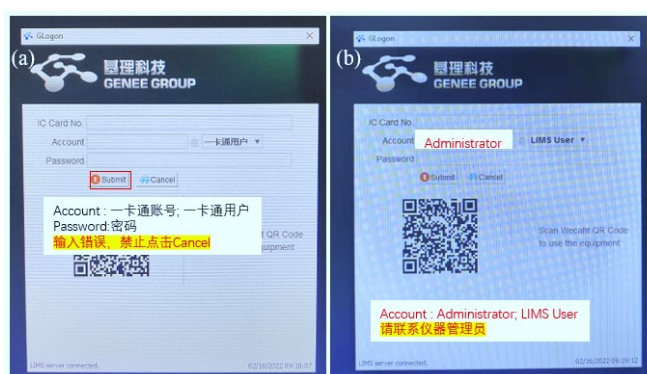 (a)
GLogon
基理科技
GENEE GROUP
IC Card No.
Account
一卡通用户
Password
Submit
Cancel
Account : 一卡通账号; 一卡通用户
Password:密码
输入错误, 禁止点击Cancel
QR Code
LIMS server connected.
02/16/2022 09:18:07
(b)
GLogon
基理科技
GENEE GROUP
IC Card No.
Account
Administrator
LIMS User
Password
Submit
Cancel
Scan Wecaht QR Code
to use the equipment
Account : Administrator; LIMS User
请联系仪器管理员
LIMS server connected.
02/16/2022 09:19:12